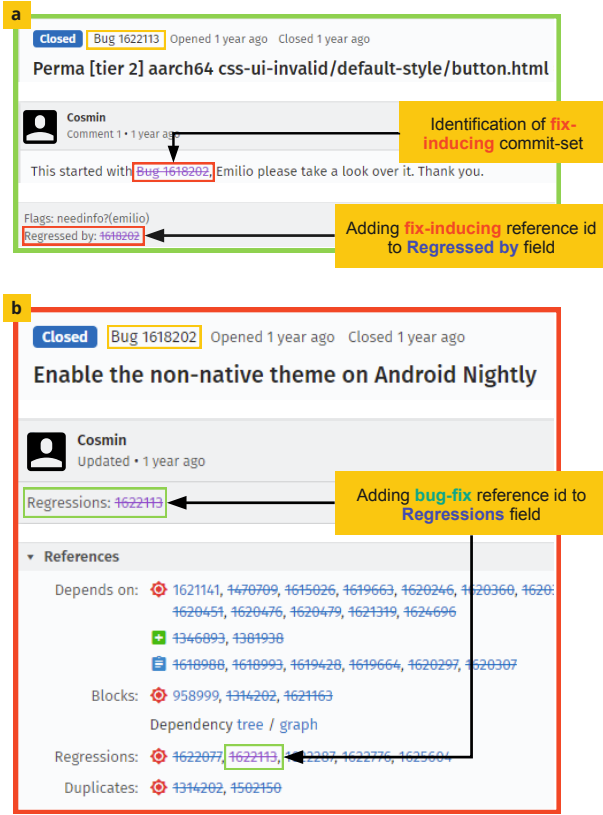 a
Closed Bug 1622113 Opened 1 year ago Closed 1 year ago
Perma [tier 2] aarch64 css-ui-invalid/default-style/button.html
Cosmin
Comment 1 • 1 year ago
Identification of fix-
inducing commit-set
This started with Bug 1618202, Emilio please take a look over it. Thank you.
Flags: needinfo?(emilio)
Regressed by: 1618202
Adding fix-inducing reference id
to Regressed by field
b
Closed Bug 1618202 Opened 1 year ago Closed 1 year ago
Enable the non-native theme on Android Nightly
Cosmin
Updated • 1 year ago
Regressions: 1622113
Adding bug-fix reference id to
Regressions field
▾ References
Depends on: 1621141, 1470709, 1615026, 1619663, 1620246, 1620360, 1620
1620451, 1620476, 1620479, 1621319, 1624696
1346893, 1381938
1618988, 1618993, 1619428, 1619664, 1620297, 1620307
Blocks: 958999, 1314202, 1621163
Dependency tree / graph
Regressions: 1622077, 1622113, 1622287, 1622776, 1625604
Duplicates: 1314202, 1502150